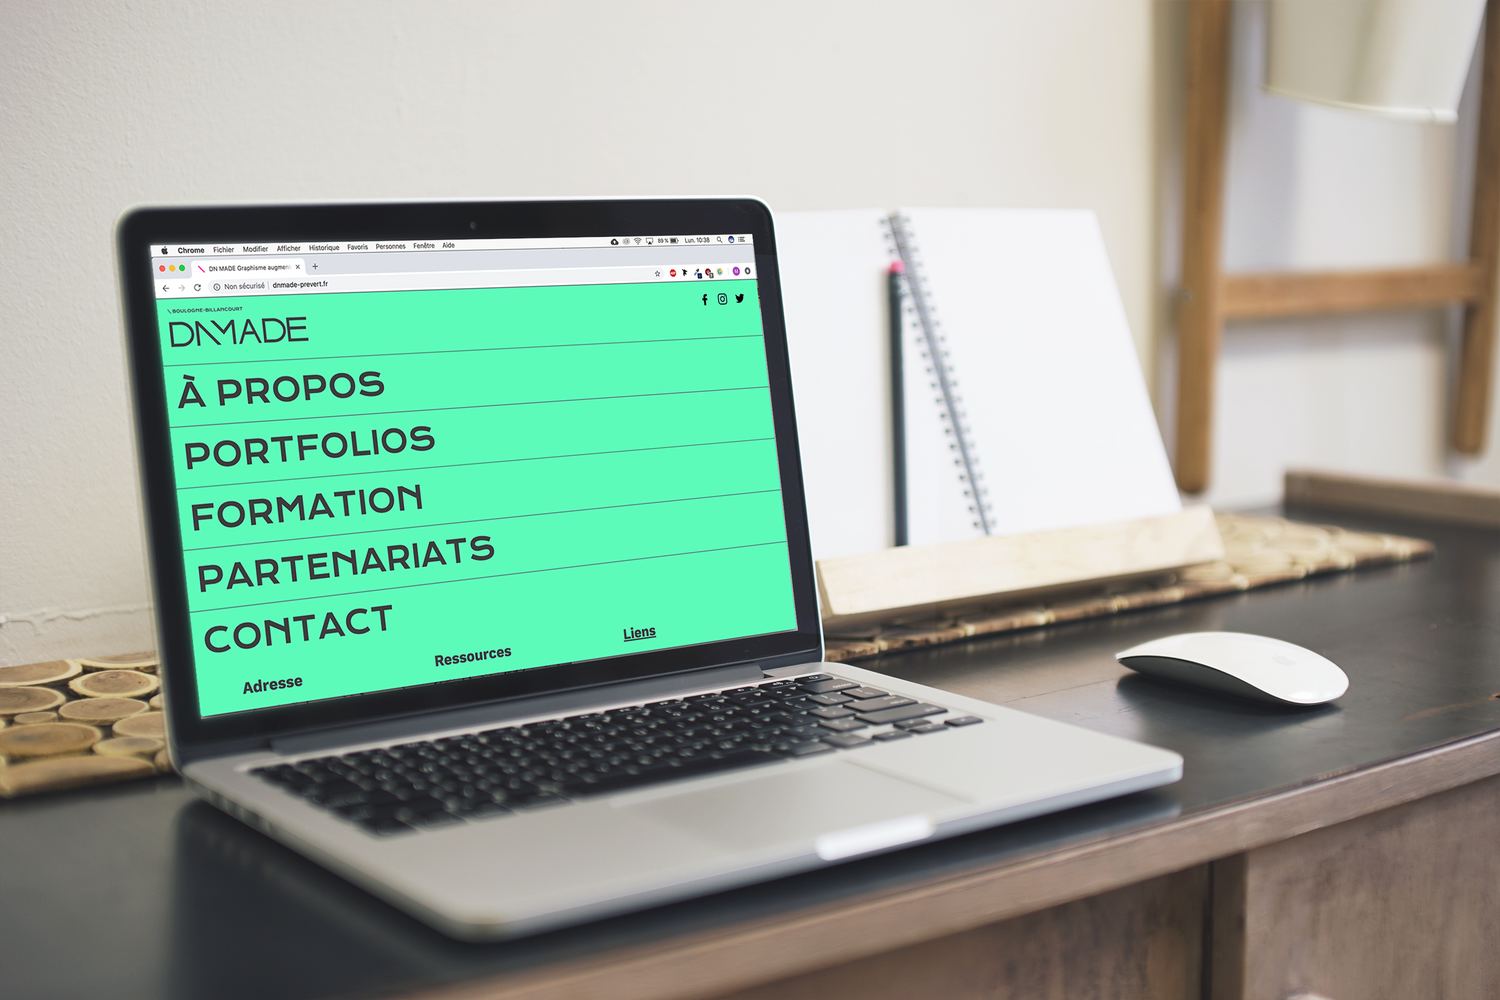 Chrome Fichier Modifier Afficher Historique Favoris Personnes Fenêtre Aide 89 % Lun. 10:38
DN MADE Graphisme augmen
Non sécurisé dnmade-prevert.fr
\ BOULOGNE-BILLANCOURT
DNMADE
À PROPOS
PORTFOLIOS
FORMATION
PARTENARIATS
CONTACT
Adresse Ressources Liens